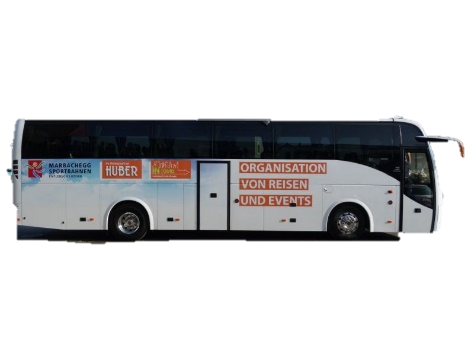 MARBACHEGG
SPORTBAHNEN
HUBER
ORGANISATION
VON REISEN
UND EVENTS